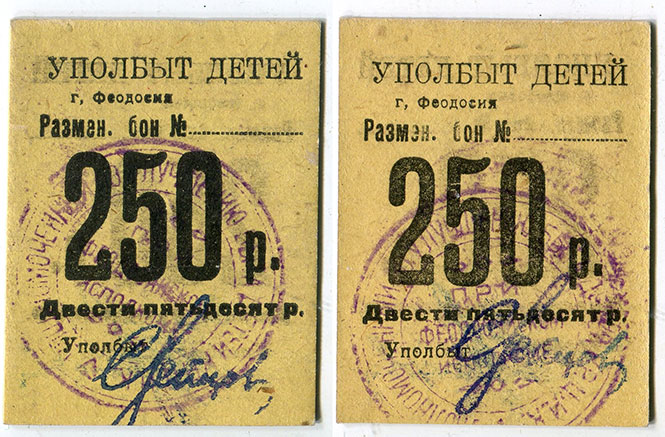 УПОЛБЫТ ДЕТЕЙ
г, Феодосия
Размен. бон №
250 р.
Двести пятьдесят р.
Уполбыт
УПОЛБЫТ ДЕТЕЙ
г, Феодосия
Размен. бон №
250 р.
Двести пятьдесят р.
Уполбыт